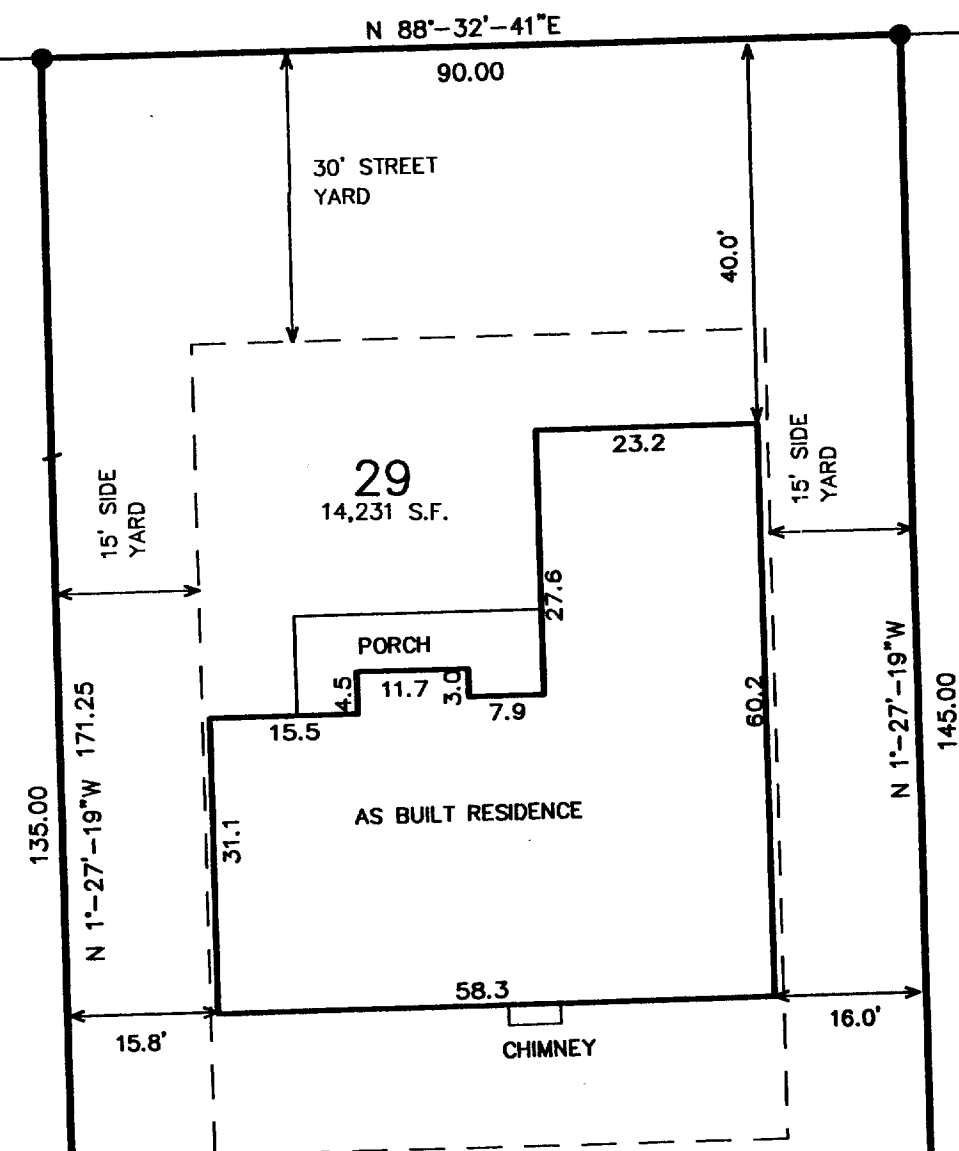 N 88°-32'-41"E
90.00
30' STREET
YARD
40.0'
23.2
15' SIDE
YARD
29
14,231 S.F.
15' SIDE
YARD
27.6
PORCH
4.5
11.7
3.0
7.9
15.5
60.2
N 1°-27'-19"W
145.00
N 1°-27'-19"W 171.25
135.00
31.1
AS BUILT RESIDENCE
58.3
15.8'
16.0'
CHIMNEY